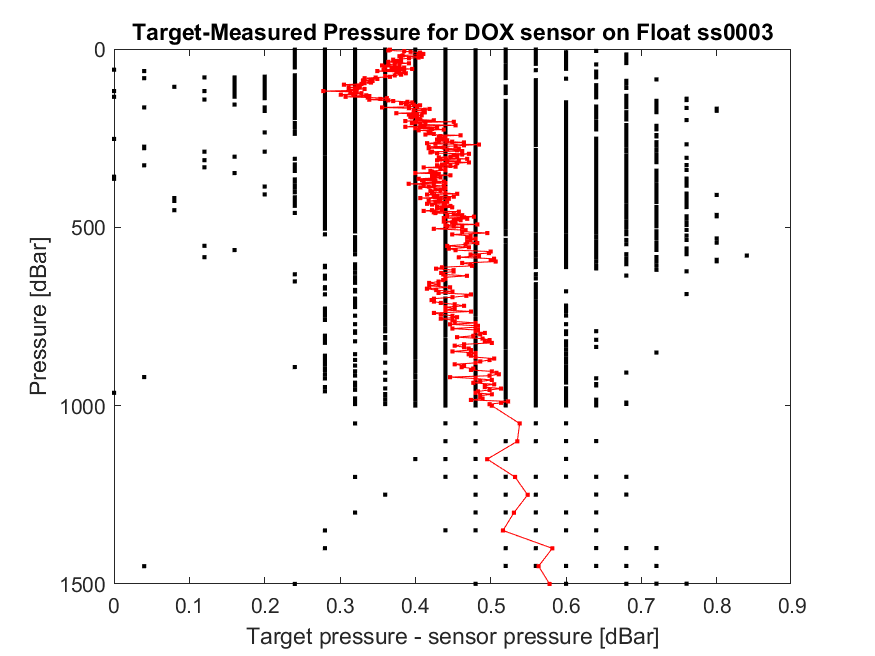 Target-Measured Pressure for DOX sensor on Float ss0003
0
500
1000
1500
Pressure [dBar]
0 0.1 0.2 0.3 0.4 0.5 0.6 0.7 0.8 0.9
Target pressure - sensor pressure [dBar]